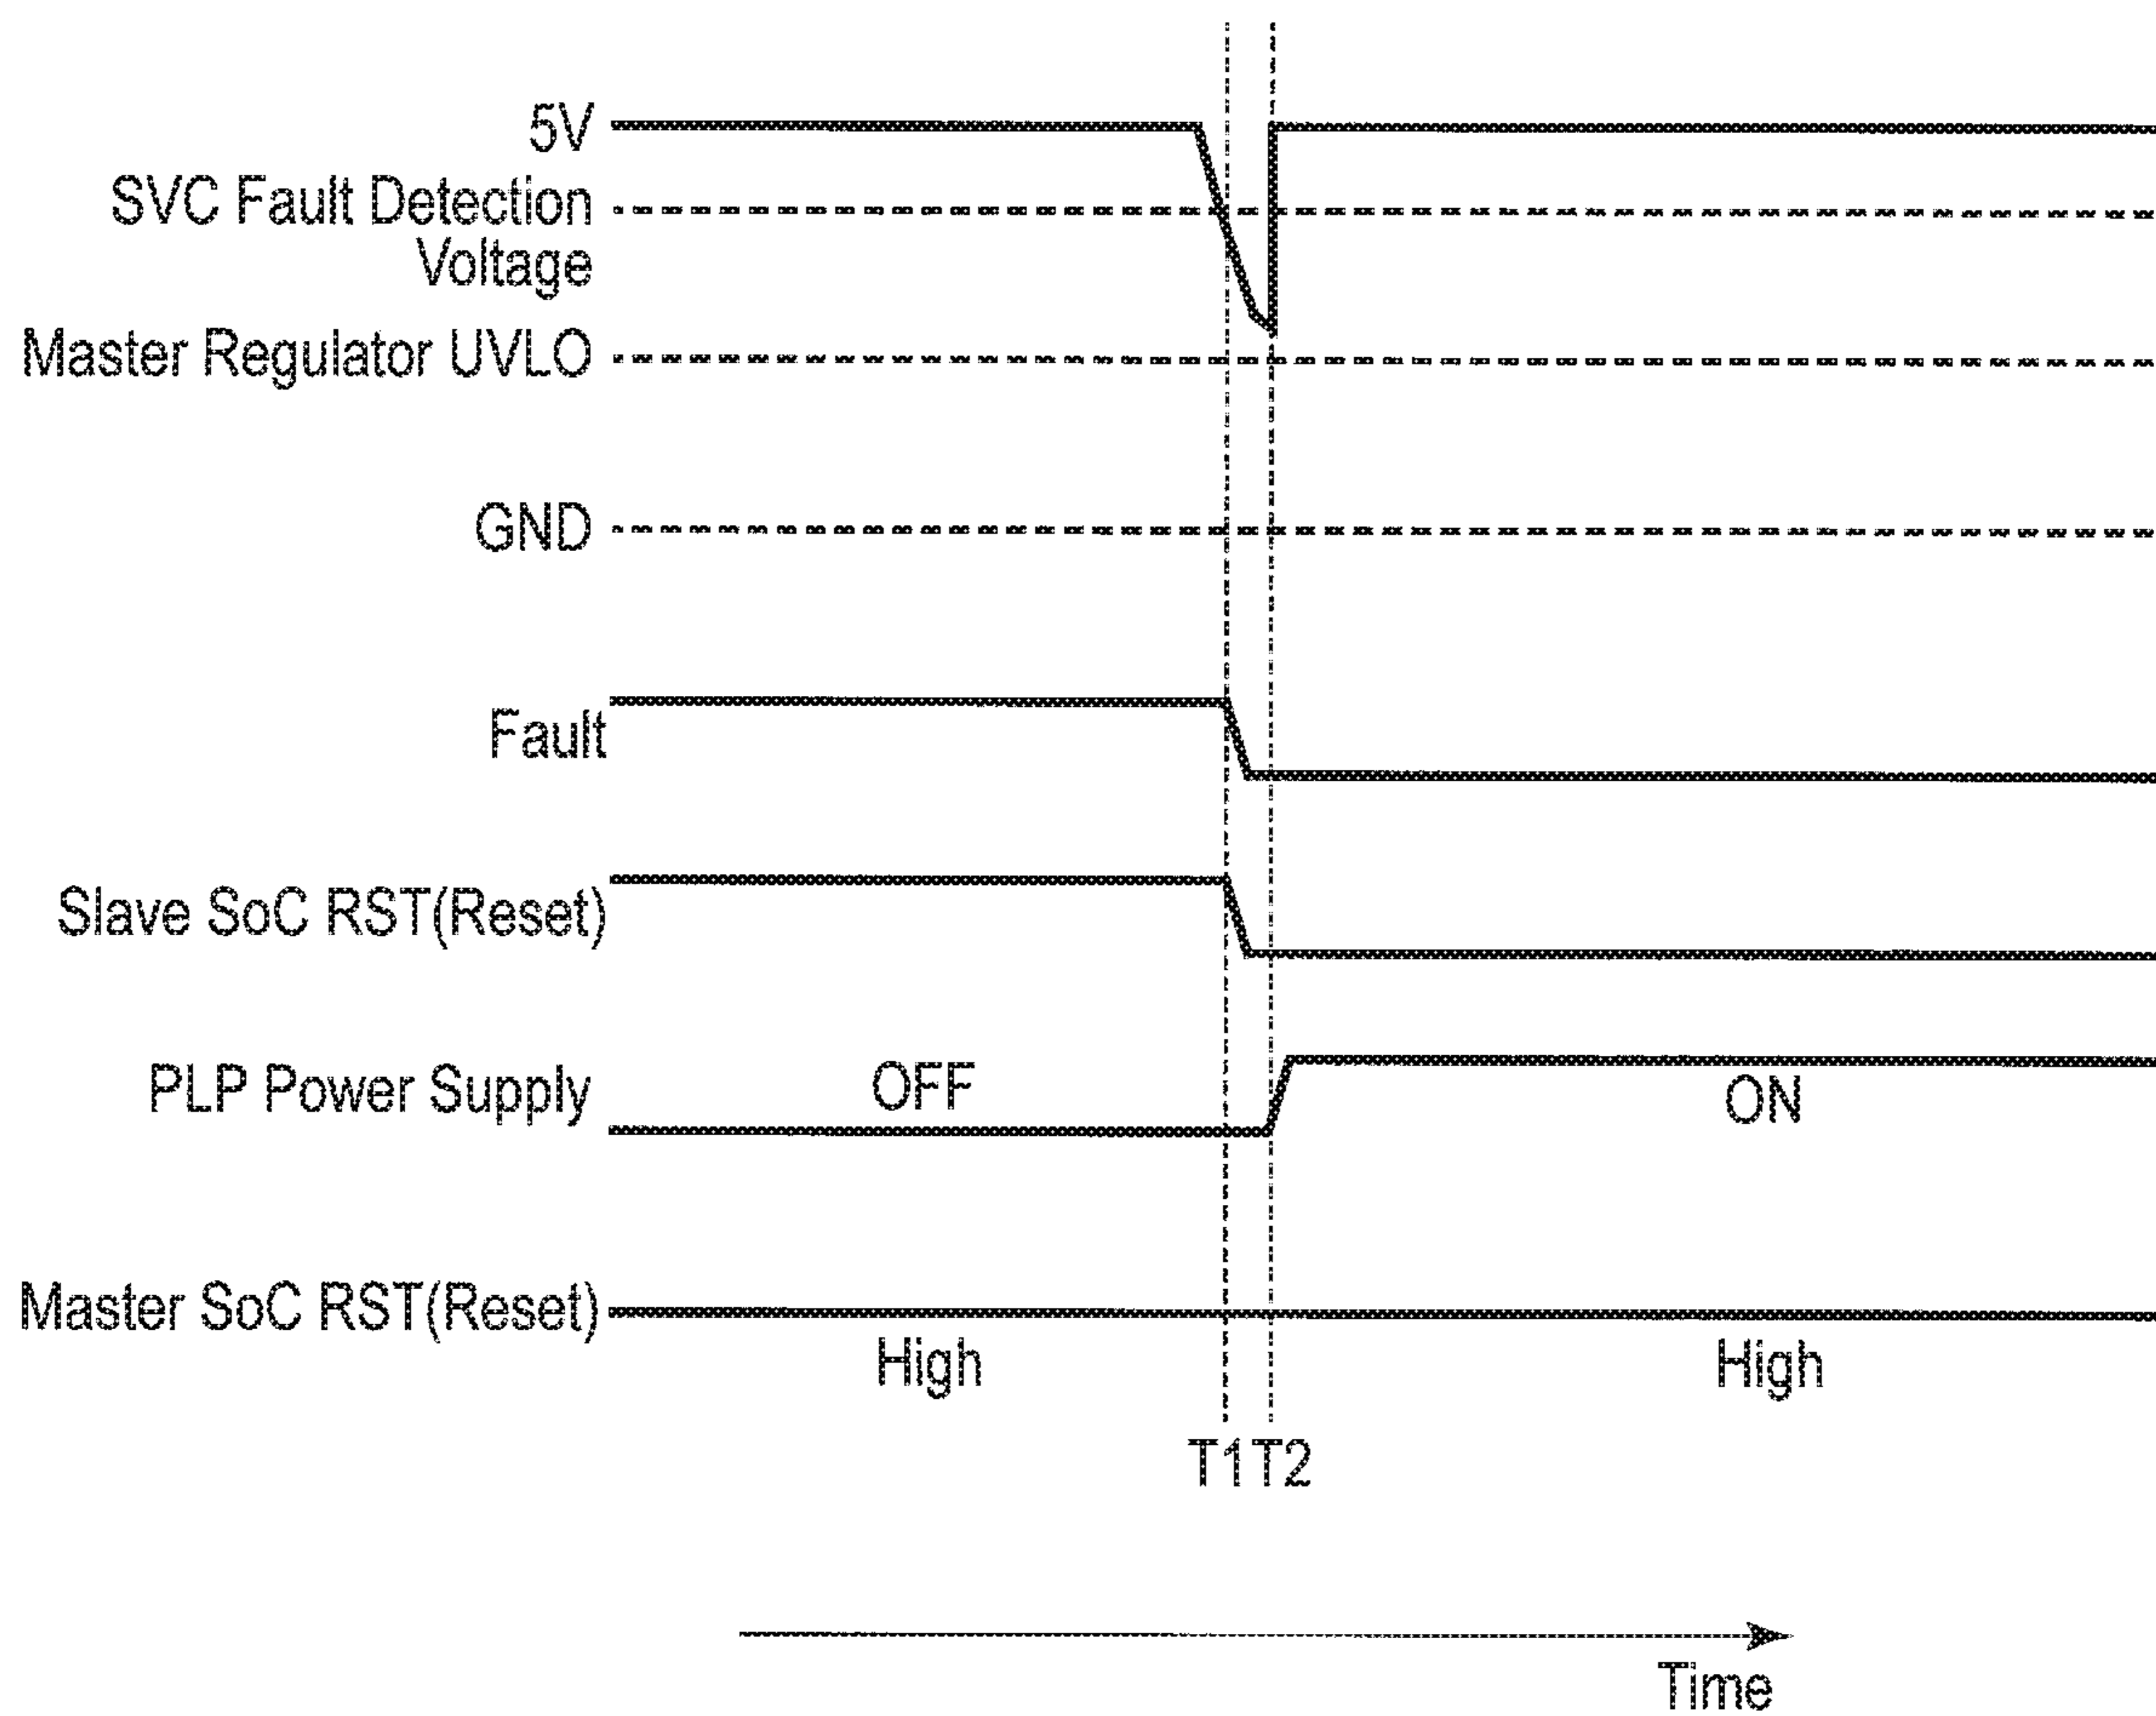 5V
SVC Fault Detection
Voltage
Master Regulator UVLO
GND
Fault
Slave SoC RST(Reset)
PLP Power Supply
OFF
ON
Master SoC RST(Reset)
High
High
T1T2
Time